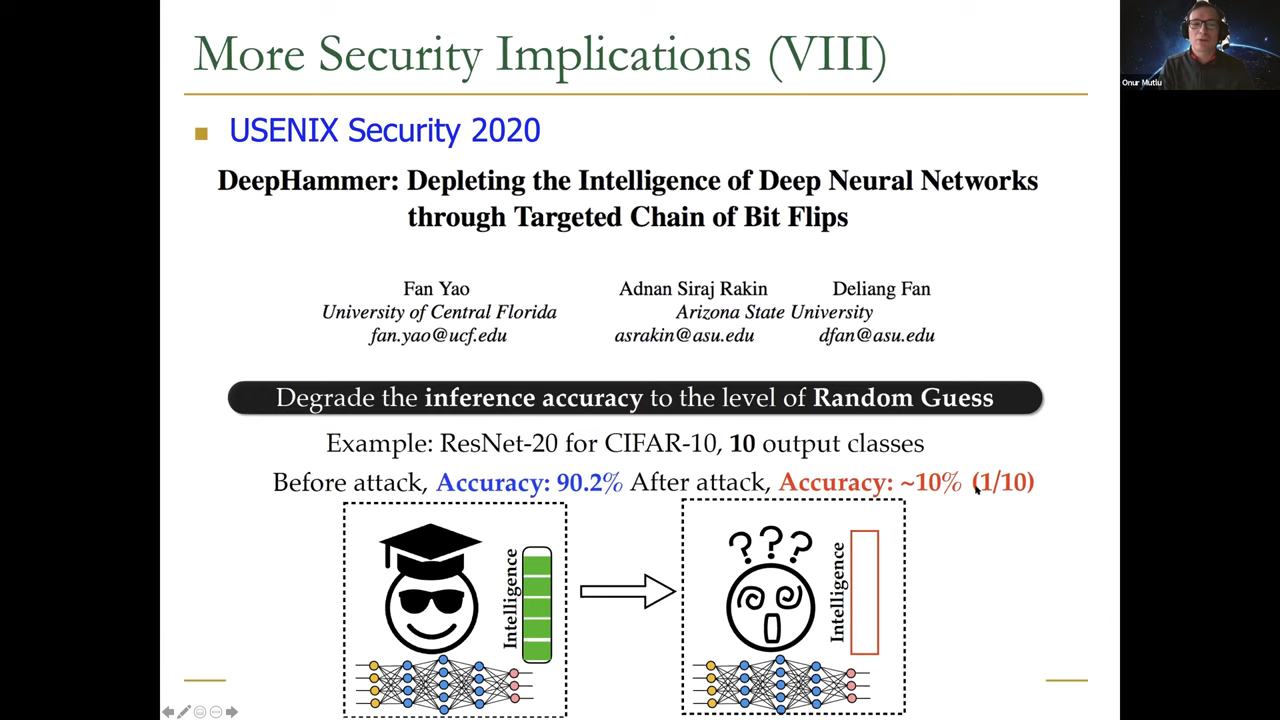 More Security Implications (VIII)
Onur Mutlu
USENIX Security 2020
DeepHammer: Depleting the Intelligence of Deep Neural Networks
through Targeted Chain of Bit Flips
Fan Yao Adnan Siraj Rakin Deliang Fan
University of Central Florida Arizona State University
fan.yao@ucf.edu asrakin@asu.edu dfan@asu.edu
Degrade the inference accuracy to the level of Random Guess
Example: ResNet-20 for CIFAR-10, 10 output classes
Before attack, Accuracy: 90.2% After attack, Accuracy: ~10% (1/10)
? ? ?
Intelligence
Intelligence